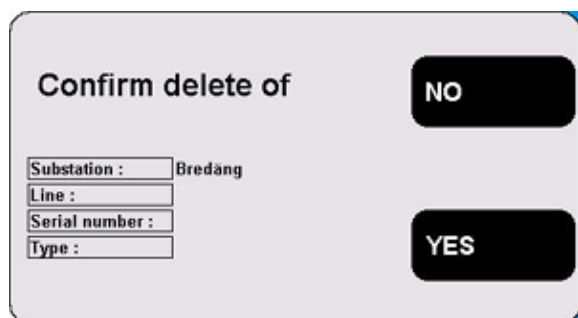 Confirm delete of
NO
Substation : Bredäng
Line :
Serial number :
Type :
YES